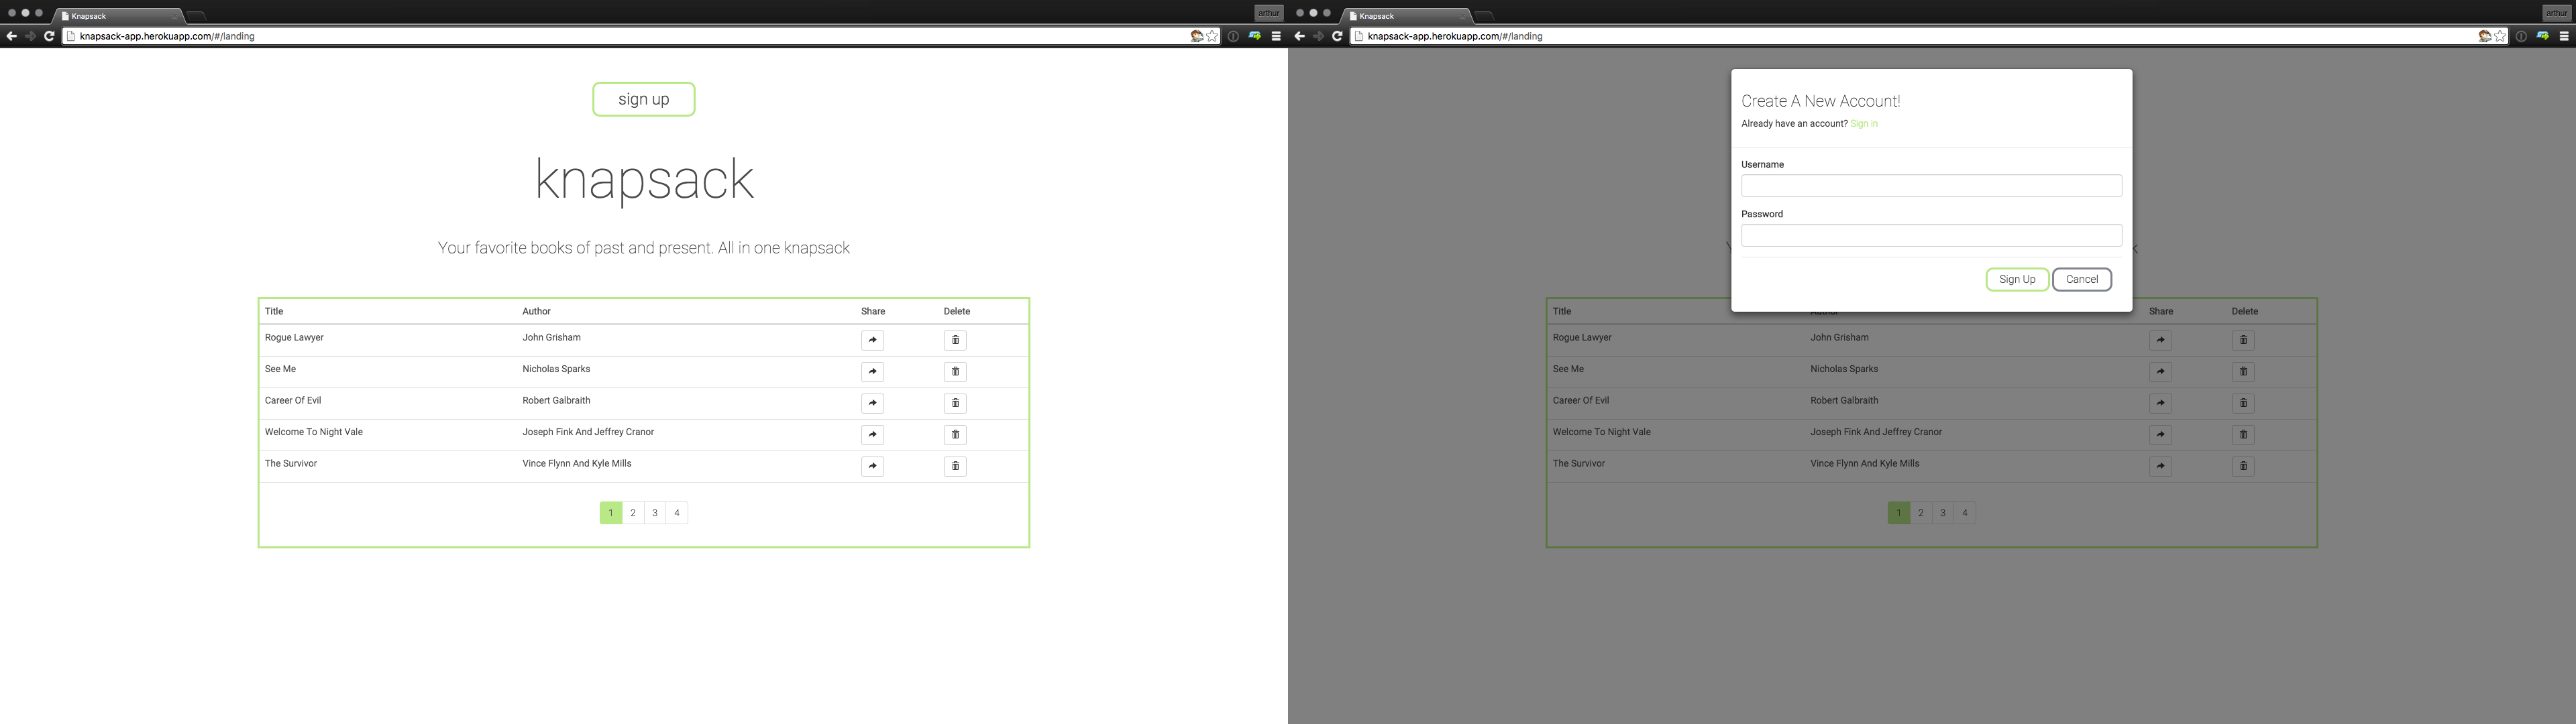 Knapsack
arthur
knapsack-app.herokuapp.com/#/landing
sign up
knapsack
Your favorite books of past and present. All in one knapsack
Title Author Share Delete
Rogue Lawyer John Grisham
See Me Nicholas Sparks
Career Of Evil Robert Galbraith
Welcome To Night Vale Joseph Fink And Jeffrey Cranor
The Survivor Vince Flynn And Kyle Mills
1 2 3 4
Knapsack
arthur
knapsack-app.herokuapp.com/#/landing
Create A New Account!
Already have an account? Sign in
Username
Password
Sign Up Cancel
Title Author Share Delete
Rogue Lawyer John Grisham
See Me Nicholas Sparks
Career Of Evil Robert Galbraith
Welcome To Night Vale Joseph Fink And Jeffrey Cranor
The Survivor Vince Flynn And Kyle Mills
1 2 3 4